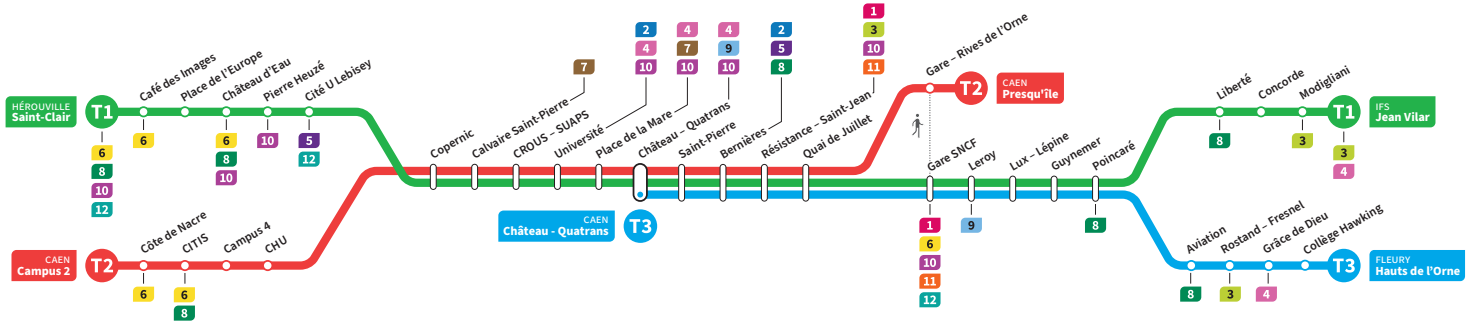 HÉROUVILLE
Saint-Clair
T1
6
8
10
12
Café des Images
6
Place de l'Europe
Château d'Eau
6
8
10
Pierre Heuzé
10
Cité U Lebisey
5
12
CAEN
Campus 2
T2
Côte de Nacre
6
CITIS
6
8
Campus 4
CHU
Copernic
Calvaire Saint-Pierre
7
CROUS – SUAPS
Université
2
4
10
Place de la Mare
4
7
10
Château – Quatrans
4
9
10
CAEN
Château - Quatrans
T3
Saint-Pierre
Bernières
2
5
8
Résistance – Saint-Jean
1
3
10
11
Quai de Juillet
Gare – Rives de l'Orne
T2
CAEN
Presqu'île
Gare SNCF
1
6
10
11
12
Leroy
9
Lux – Lépine
Guynemer
Poincaré
8
Liberté
8
Concorde
Modigliani
3
T1
3
4
IFS
Jean Vilar
Aviation
8
Rostand – Fresnel
3
Grâce de Dieu
4
Collège Hawking
T3
FLEURY
Hauts de l'Orne